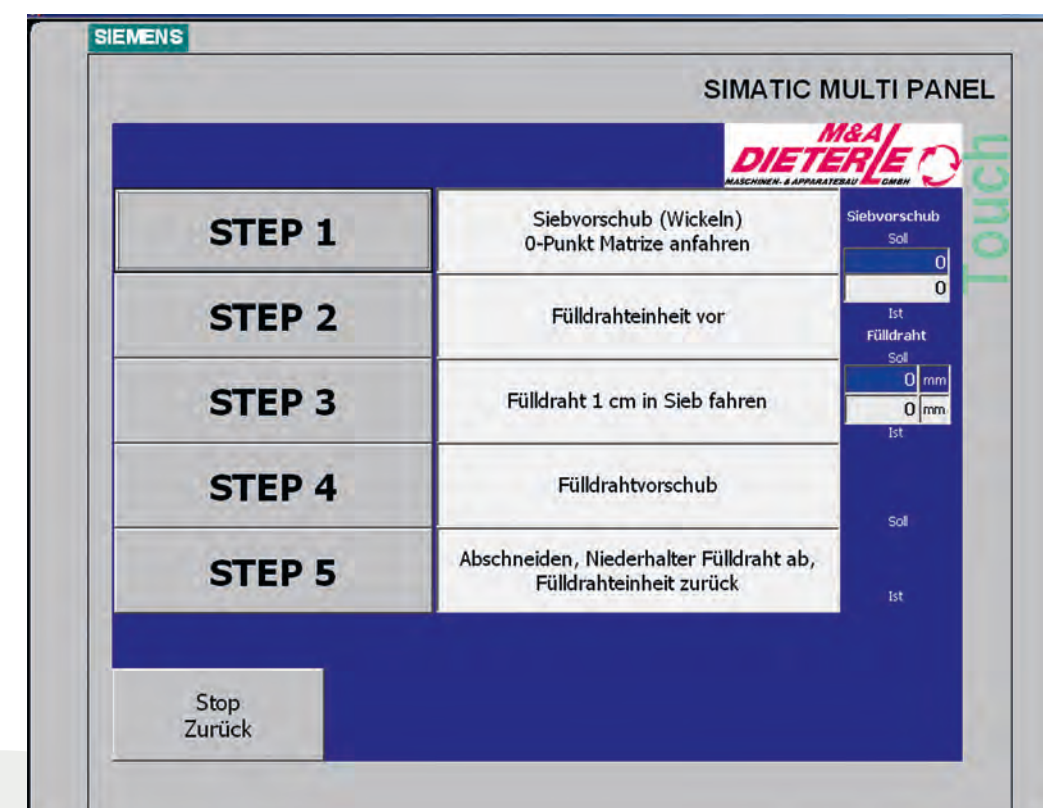 SIEMENS
SIMATIC MULTI PANEL
Touch
M&A
DIETERLE
MASCHINEN- & APPARATEBAU GMBH
STEP 1
Siebvorschub (Wickeln)
0-Punkt Matrize anfahren
STEP 2
Fülldrahteinheit vor
STEP 3
Fülldraht 1 cm in Sieb fahren
STEP 4
Fülldrahtvorschub
STEP 5
Abschneiden, Niederhalter Fülldraht ab,
Fülldrahteinheit zurück
Siebvorschub
Soll
0
0
Ist
Fülldraht
Soll
0 mm
0 mm
Ist
Soll
Ist
Stop
Zurück